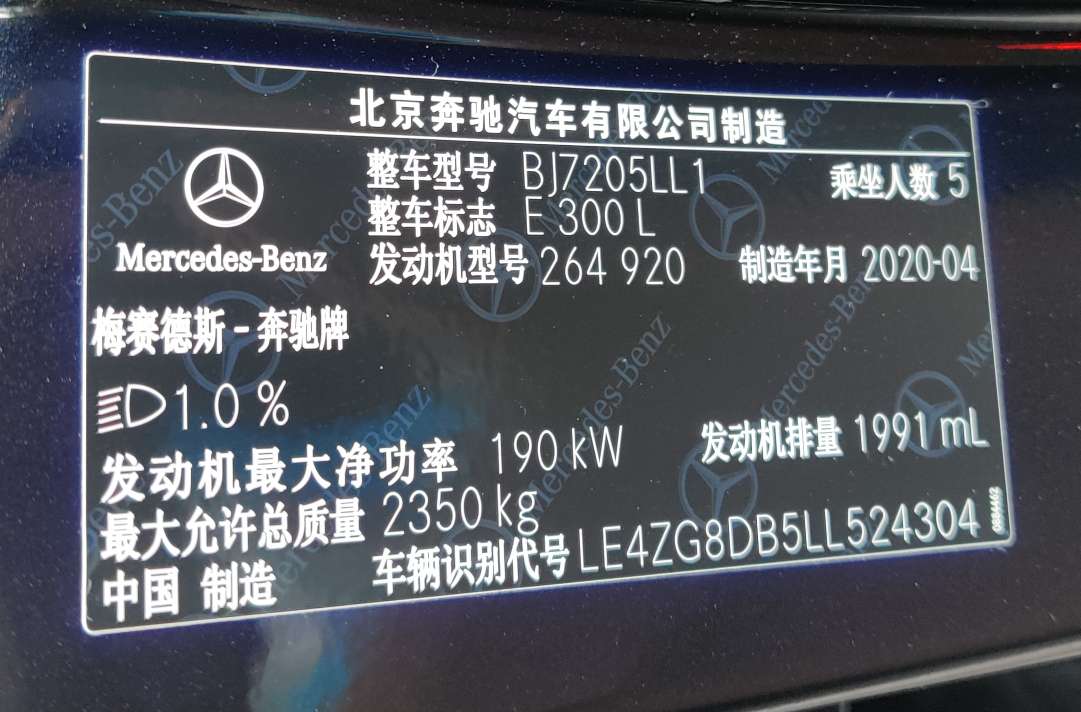 北京奔驰汽车有限公司制造
整车型号 BJ7205LL1 乘坐人数 5
整车标志 E 300 L
Mercedes-Benz 发动机型号 264 920 制造年月 2020-04
梅赛德斯-奔驰牌
1.0 %
发动机最大净功率 190 kW 发动机排量 1991 mL
最大允许总质量 2350 kg
中国 制造 车辆识别代号 LE4ZG8DB5LL524304